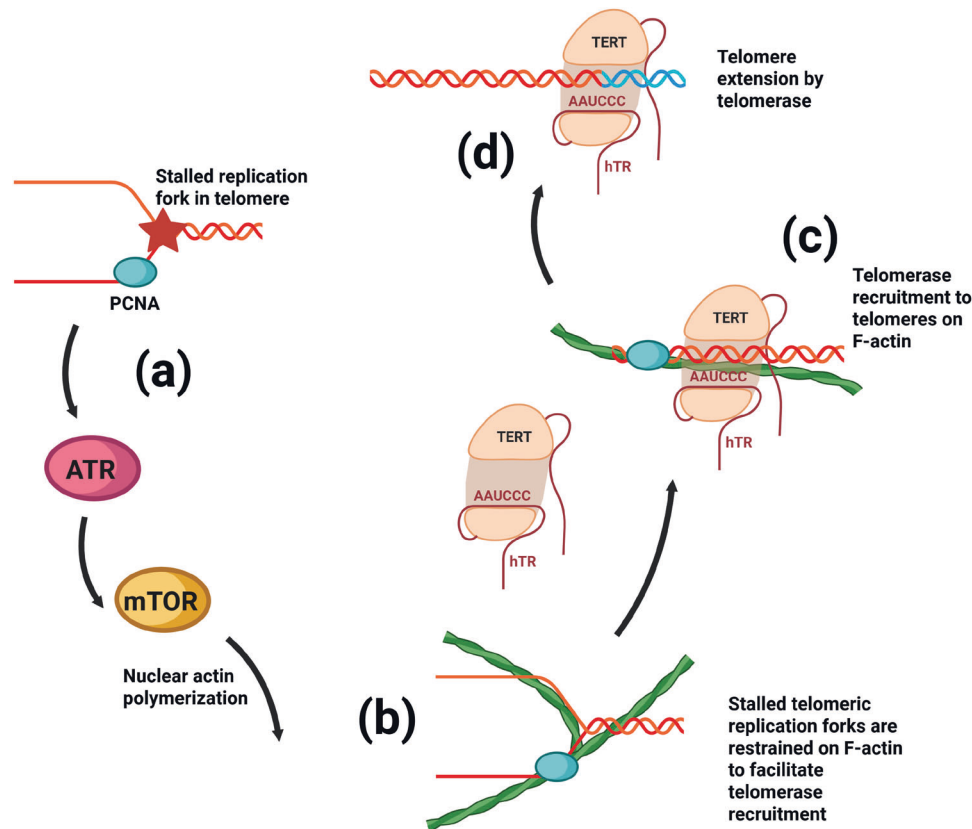 Stalled replication
fork in telomere
PCNA
(a)
ATR
mTOR
Nuclear actin
polymerization
(b)
Stalled telomeric
replication forks are
restrained on F-actin
to facilitate
telomerase
recruitment
TERT
AAUCCC
hTR
(c)
Telomerase
recruitment to
telomeres on
F-actin
TERT
AAUCCC
hTR
(d)
TERT
AAUCCC
hTR
Telomere
extension by
telomerase